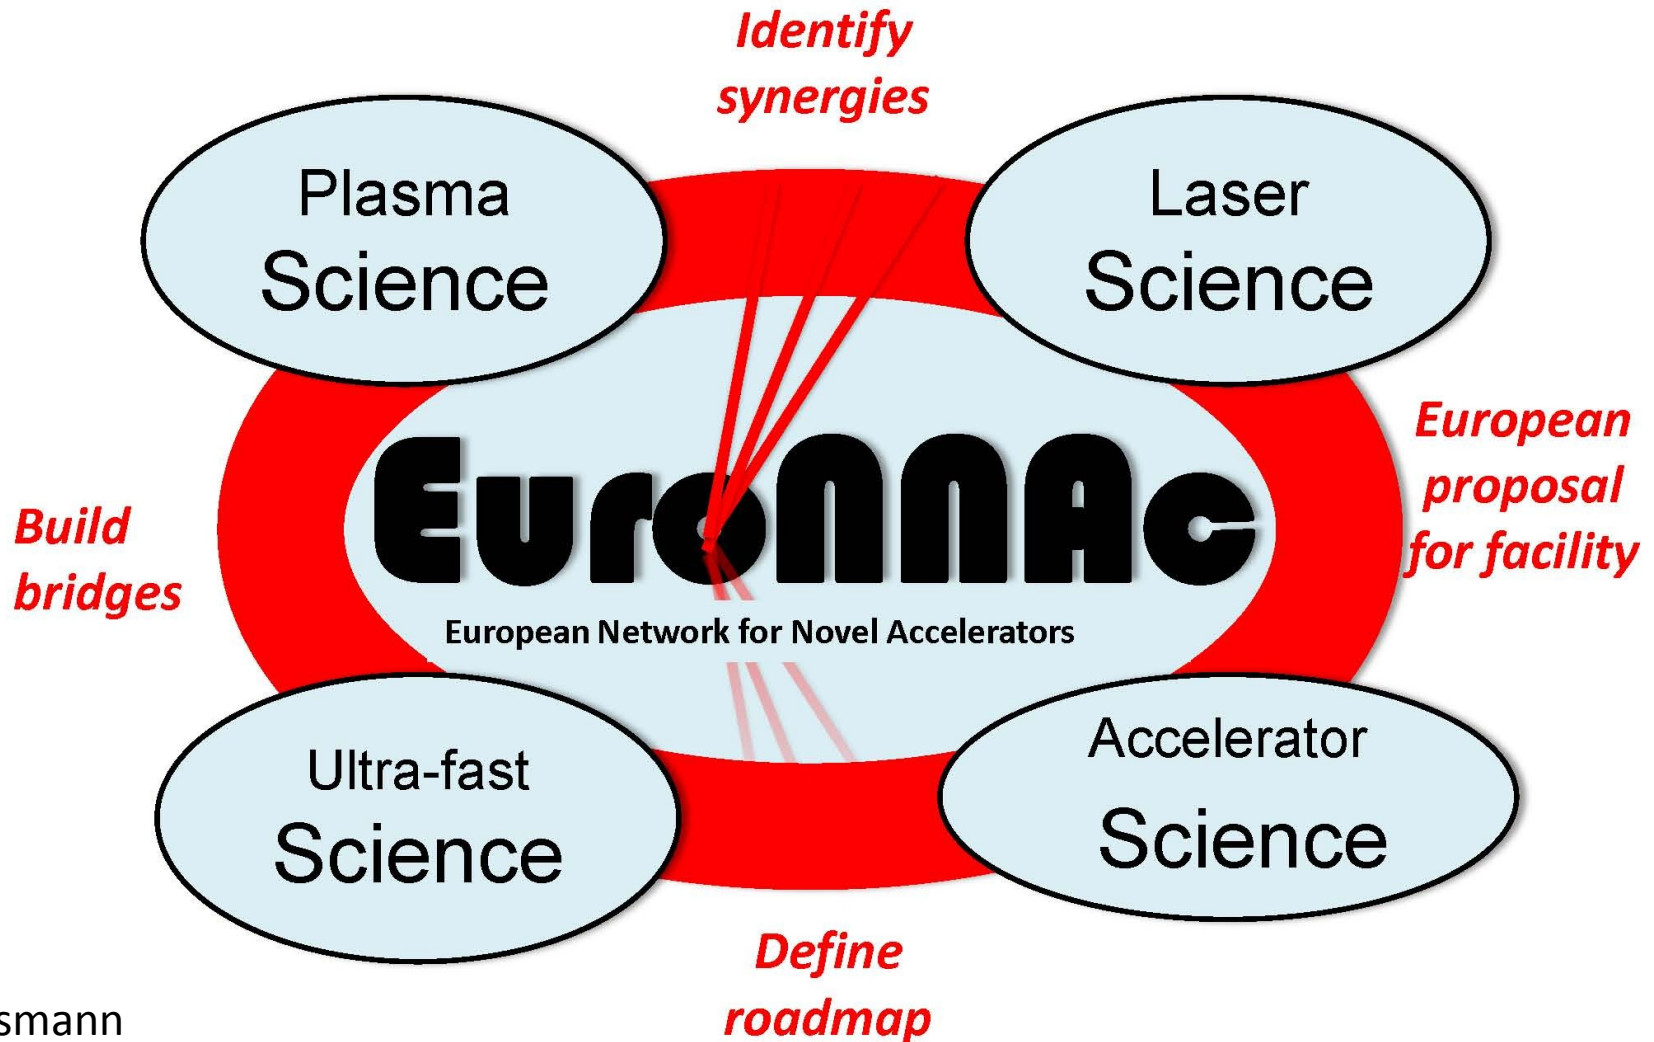 Identify
synergies
Plasma
Science
Laser
Science
European
proposal
for facility
Build
bridges
EuroNNAc
European Network for Novel Accelerators
Ultra-fast
Science
Accelerator
Science
Define
roadmap
smann